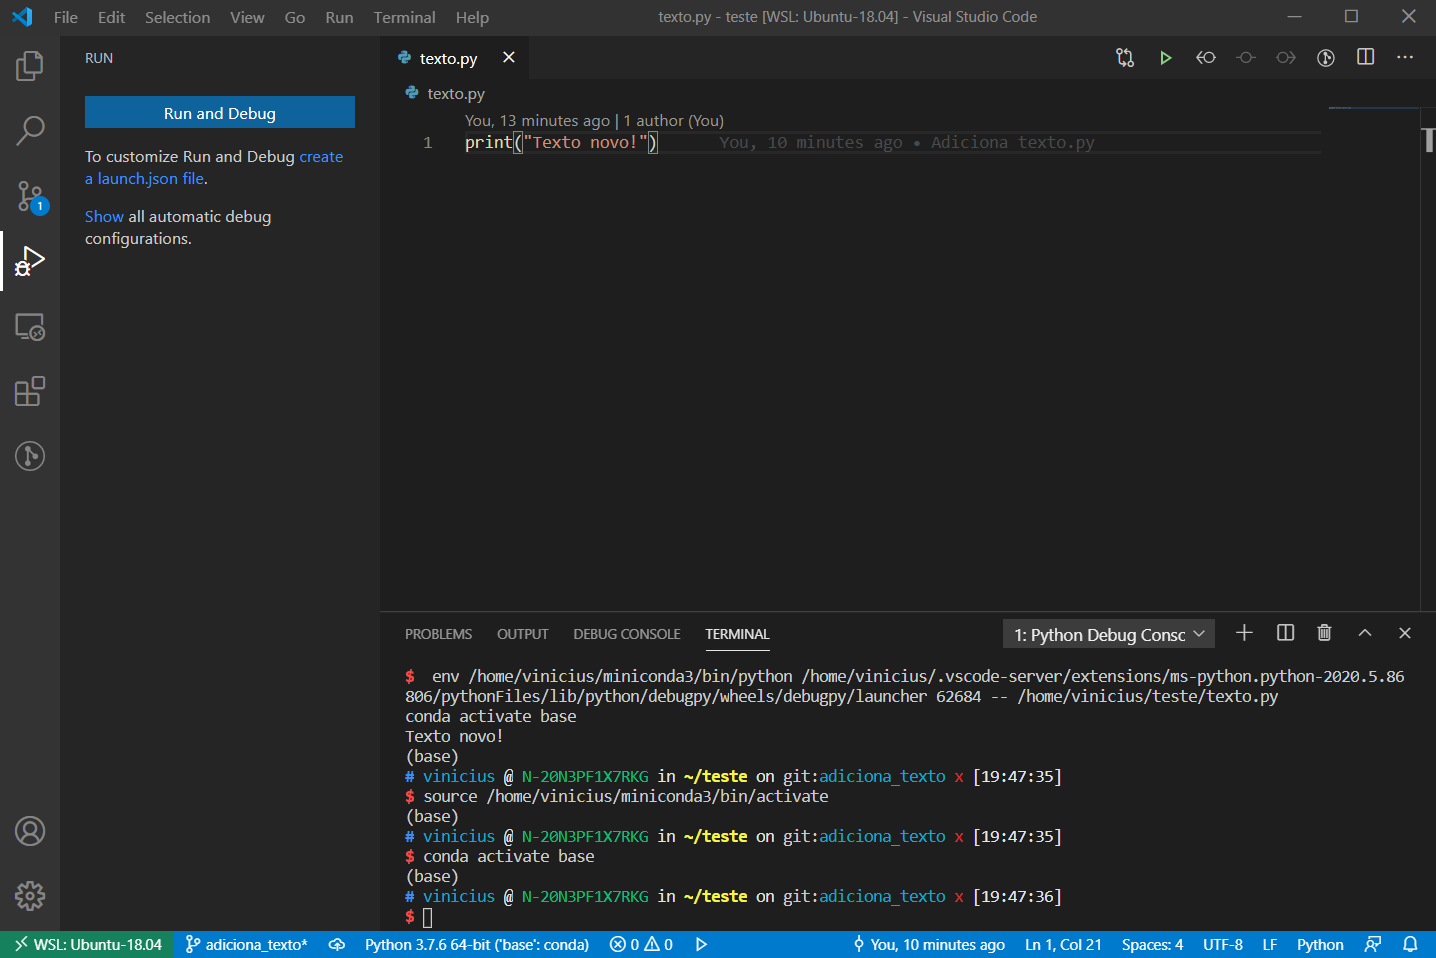 File Edit Selection View Go Run Terminal Help texto.py - teste [WSL: Ubuntu-18.04] - Visual Studio Code
RUN
Run and Debug
To customize Run and Debug create
a launch.json file.
Show all automatic debug
configurations.
1
texto.py
texto.py
You, 13 minutes ago | 1 author (You)
1 print("Texto novo!") You, 10 minutes ago • Adiciona texto.py
PROBLEMS OUTPUT DEBUG CONSOLE TERMINAL 1: Python Debug Consc
$ env /home/vinicius/miniconda3/bin/python /home/vinicius/.vscode-server/extensions/ms-python.python-2020.5.86
806/pythonFiles/lib/python/debugpy/wheels/debugpy/launcher 62684 -- /home/vinicius/teste/texto.py
conda activate base
Texto novo!
(base)
# vinicius @ N-20N3PF1X7RKG in ~/teste on git:adiciona_texto x [19:47:35]
$ source /home/vinicius/miniconda3/bin/activate
(base)
# vinicius @ N-20N3PF1X7RKG in ~/teste on git:adiciona_texto x [19:47:35]
$ conda activate base
(base)
# vinicius @ N-20N3PF1X7RKG in ~/teste on git:adiciona_texto x [19:47:36]
$
WSL: Ubuntu-18.04 adiciona_texto* Python 3.7.6 64-bit ('base': conda) 0 0 You, 10 minutes ago Ln 1, Col 21 Spaces: 4 UTF-8 LF Python